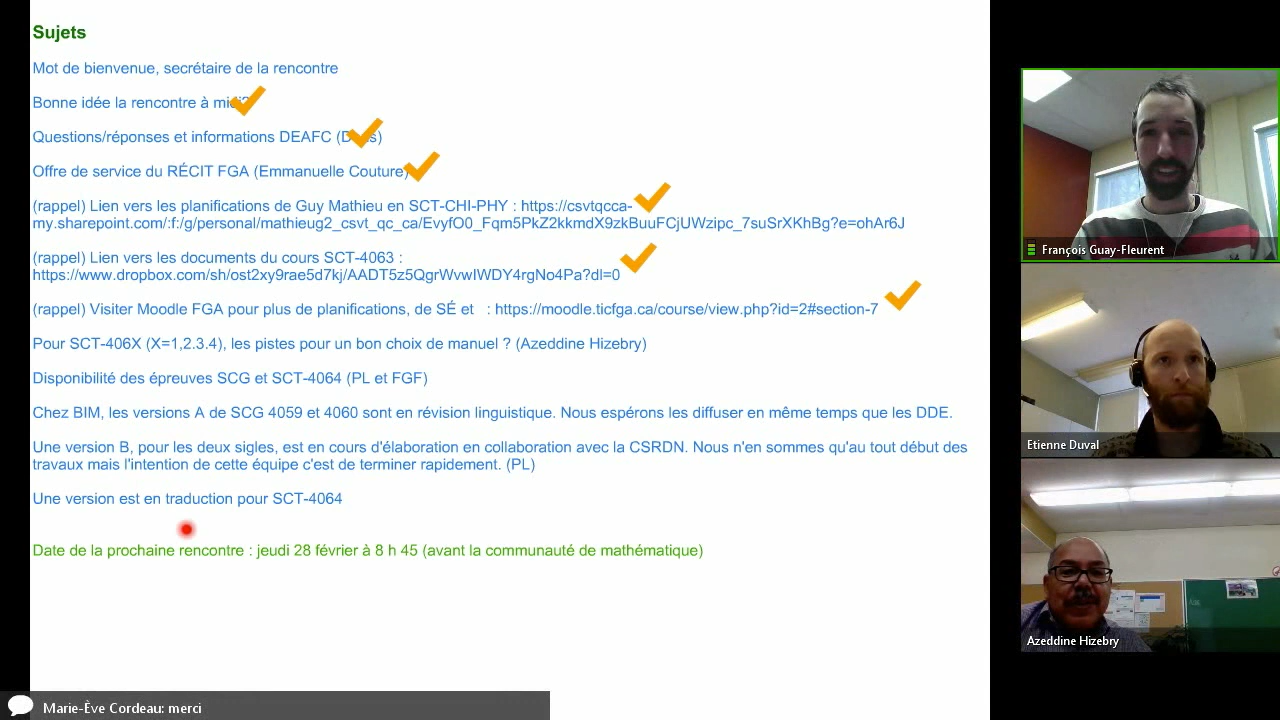 Sujets
Mot de bienvenue, secrétaire de la rencontre
Bonne idée la rencontre à midi?
Questions/réponses et informations DEAFC (
Offre de service du RÉCIT FGA (Emmanuelle Couture)
(rappel) Lien vers les planifications de Guy Mathieu en SCT-CHI-PHY : https://csvtqcca-
my.sharepoint.com/:f:/g/personal/mathieug2_csvt_qc_ca/EvyfO0_Fqm5PkZ2kkmdX9zkBuuFCjUWzipc_7suSrXKhBg?e=ohAr6J
(rappel) Lien vers les documents du cours SCT-4063 :
https://www.dropbox.com/sh/ost2xy9rae5d7kj/AADT5z5QgrWvwIWDY4rgNo4Pa?dl=0
(rappel) Visiter Moodle FGA pour plus de planifications, de SÉ et : https://moodle.ticfga.ca/course/view.php?id=2#section-7
Pour SCT-406X (X=1,2.3.4), les pistes pour un bon choix de manuel ? (Azeddine Hizebry)
Disponibilité des épreuves SCG et SCT-4064 (PL et FGF)
Chez BIM, les versions A de SCG 4059 et 4060 sont en révision linguistique. Nous espérons les diffuser en même temps que les DDE.
Une version B, pour les deux sigles, est en cours d'élaboration en collaboration avec la CSRDN. Nous n'en sommes qu'au tout début des
travaux mais l'intention de cette équipe c'est de terminer rapidement. (PL)
Une version est en traduction pour SCT-4064
Date de la prochaine rencontre : jeudi 28 février à 8 h 45 (avant la communauté de mathématique)
François Guay-Fleurent
Etienne Duval
Azeddine Hizebry
Marie-Ève Cordeau: merci